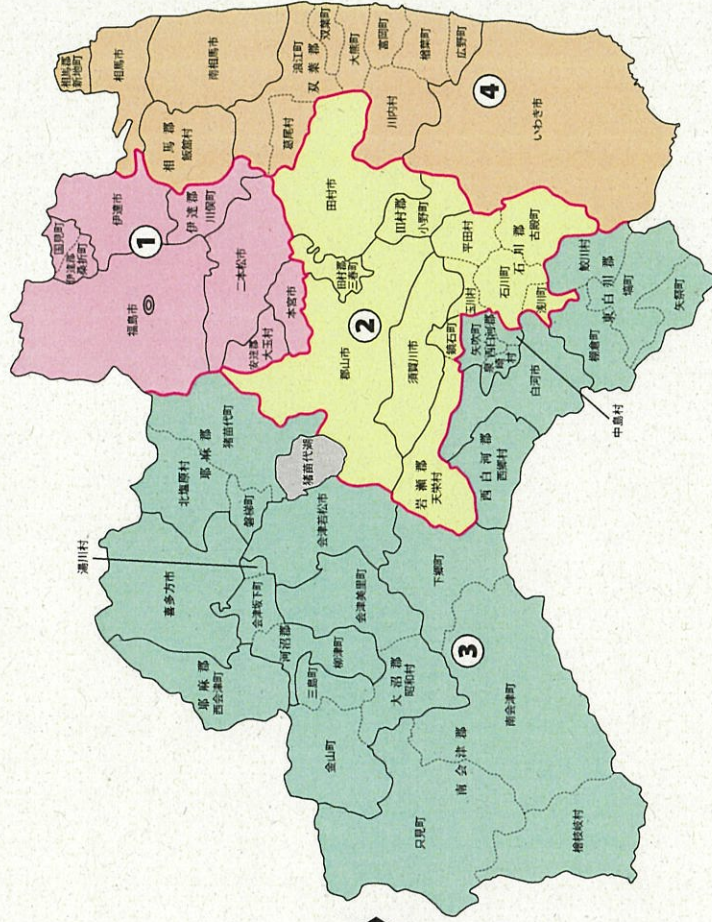 相馬郡
新地町
相馬市
南相馬市
相馬郡
飯舘村
浪江町
双葉郡
双葉町
大熊町
富岡町
楢葉町
広野町
葛尾村
川内村
④
いわき市
国見町
伊達郡
桑折町
伊達市
①
伊達郡
川俣町
福島市
二本松市
本宮市
安達郡
大玉村
田村市
田村郡
三春町
田村郡
小野町
②
郡山市
須賀川市
鏡石町
岩瀬郡
天栄村
玉川村
平田村
石川郡
石川町
古殿町
浅川町
北塩原村
耶麻郡
猪苗代町
磐梯町
猪苗代湖
湯川村
喜多方市
耶麻郡
西会津町
会津坂下町
河沼郡
柳津町
会津若松市
会津美里町
三島町
金山町
大沼郡
昭和村
下郷町
③
南会津郡
南会津町
只見町
檜枝岐村
西白河郡
西郷村
白河市
矢吹町
西白河郡
泉崎村
中島村
棚倉町
東白川郡
鮫川村
塙町
矢祭町